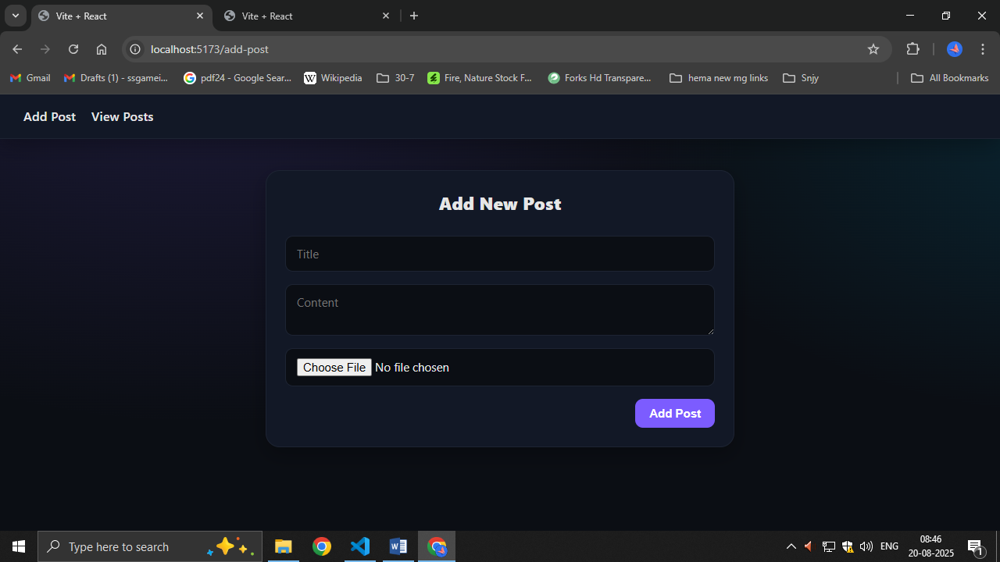 Vite + React
Vite + React
localhost:5173/add-post
Gmail
Drafts (1) - ssgamei...
pdf24 - Google Sear...
Wikipedia
30-7
Fire, Nature Stock F...
Forks Hd Transpare...
hema new mg links
Snjy
All Bookmarks
Add Post
View Posts
Add New Post
Title
Content
Choose File No file chosen
Add Post
Type here to search
ENG
08:46
20-08-2025
1